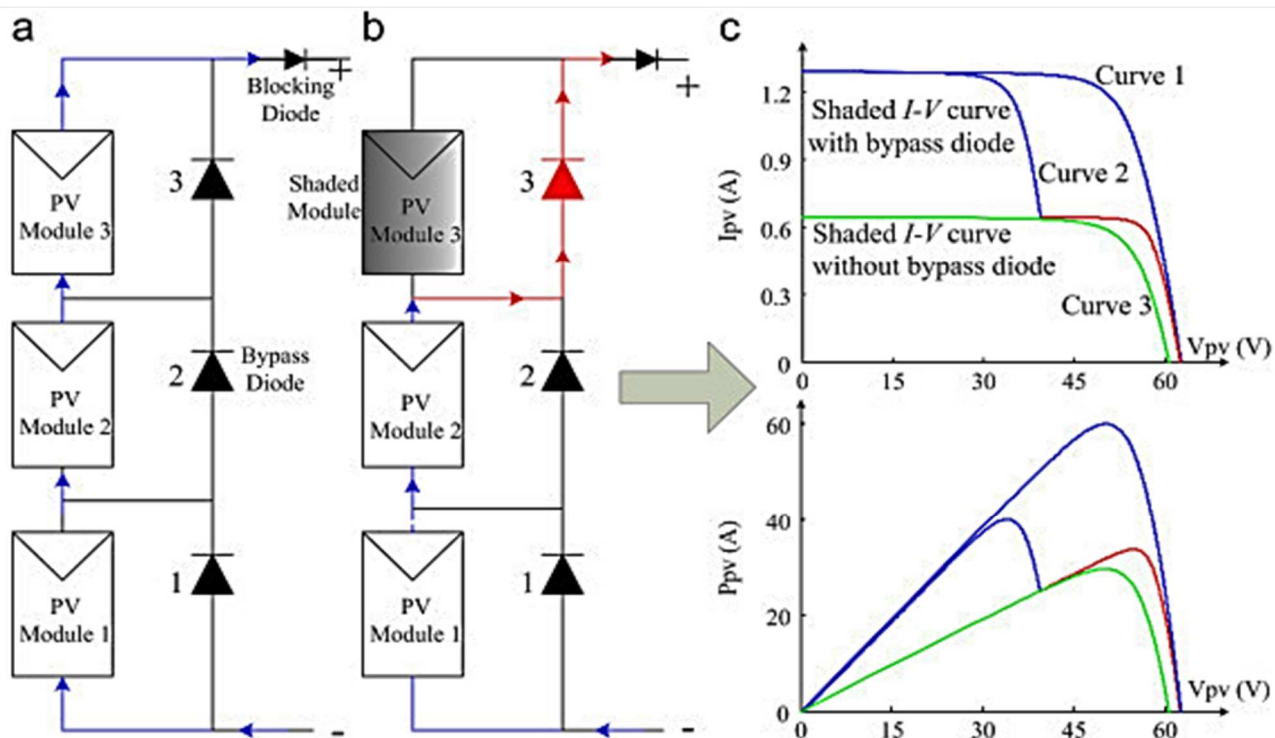 a
Blocking
Diode
+
PV
Module 3
3
PV
Module 2
2
Bypass
Diode
PV
Module 1
1
-
b
+
Shaded
Module
PV
Module 3
3
PV
Module 2
2
PV
Module 1
1
-
c
Ipv (A)
1.2
0.9
0.6
0.3
0
Curve 1
Shaded I-V curve
with bypass diode
Curve 2
Shaded I-V curve
without bypass diode
Curve 3
Vpv (V)
0 15 30 45 60
Ppv (A)
60
40
20
0
Vpv (V)
0 15 30 45 60